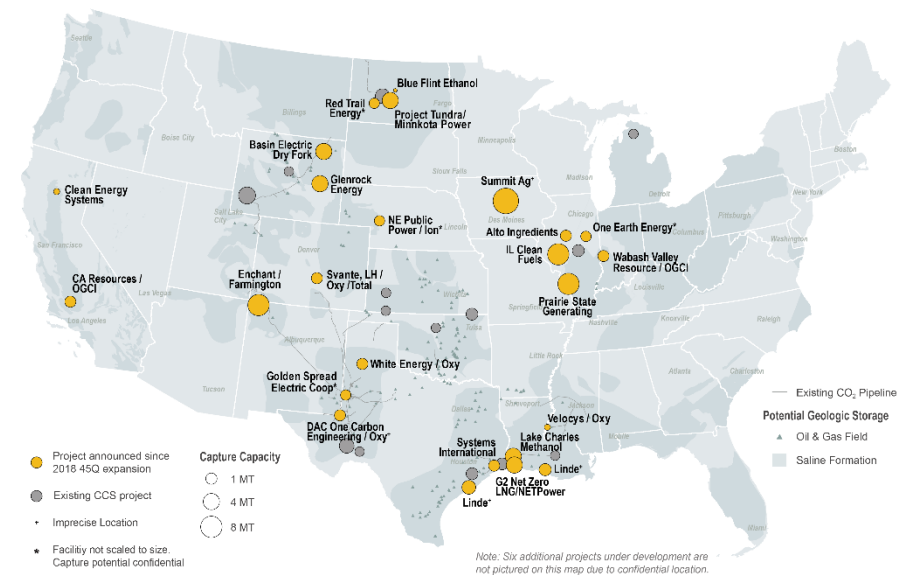 Seattle
Blue Flint Ethanol
Red Trail
Energy*
Fargo
Project Tundra/
Minnkota Power
Billings
Boise City
Minneapolis
Boston
Basin Electric
Dry Fork
Glenrock
Energy
Sioux Falls
Summit Ag+
Madison
Detroit
New York
Clean Energy
Systems
Salt Lake
City
NE Public
Power / Ion+
Lincoln
Des Moines
Chicago
Pittsburgh
Alto Ingredients
One Earth Energy*
Columbus
IL Clean
Fuels
Wabash Valley
Resource / OGCI
Washington
San Francisco
Denver
CA Resources /
OGCI
Las Vegas
Enchant /
Farmington
Svante, LH /
Oxy /Total
Wichita
Louisville
Prairie State
Generating
Springfield
Nashville
Knoxville
Raleigh
Los Angeles
Tulsa
Albuquerque
White Energy / Oxy
Little Rock
Atlanta
Charleston
Golden Spread
Electric Coop*
Tucson
Dallas
Shreveport
Jackson
Velocys / Oxy
DAC One Carbon
Engineering / Oxy+
Systems
International
Lake Charles
Methanol
Houston
Linde+
G2 Net Zero
LNG/NETPower
Linde+
Miami
Existing CO₂ Pipeline
Potential Geologic Storage
Oil & Gas Field
Saline Formation
Project announced since
2018 45Q expansion
Existing CCS project
+ Imprecise Location
* Facility not scaled to size.
Capture potential confidential
Capture Capacity
1 MT
4 MT
8 MT
Note: Six additional projects under development are
not pictured on this map due to confidential location.